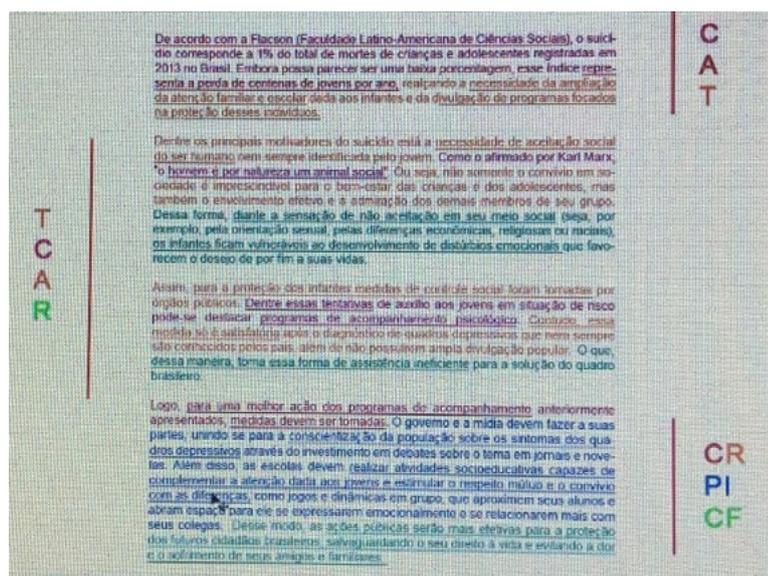 De acordo com a Flacson (Faculdade Latino-Americana de Ciências Sociais), o suicí-
dio corresponde a 1% do total de mortes de crianças e adolescentes registradas em
2013 no Brasil. Embora possa parecer ser uma baixa porcentagem, esse índice repre-
senta a perda de centenas de jovens por ano, realçando a necessidade da ampliação
da atenção familiar e escolar dada aos infantes e da divulgação de programas focados
na proteção desses indivíduos.
C
A
T
Dentre os principais motivadores do suicídio está a necessidade de aceitação social
do ser humano nem sempre identificada pelo jovem. Como o afirmado por Karl Marx,
"o homem é por natureza um animal social". Ou seja, não somente o convívio em so-
ciedade é imprescindível para o bem-estar das crianças e dos adolescentes, mas
também o envolvimento efetivo e a admiração dos demais membros de seu grupo.
Dessa forma, diante a sensação de não aceitação em seu meio social (seja, por
exemplo, pela orientação sexual, pelas diferenças econômicas, religiosas ou raciais),
os infantes ficam vulneráveis ao desenvolvimento de distúrbios emocionais que favo-
recem o desejo de por fim a suas vidas.
T
C
A
R
Assim, para a proteção dos infantes medidas de controle social foram tomadas por
órgãos públicos. Dentre essas tentativas de auxílio aos jovens em situação de risco
pode-se destacar programas de acompanhamento psicológico. Contudo, essa
medida só é satisfatória após o diagnóstico de quadros depressivos que nem sempre
são conhecidos pelos pais, além de não possuírem ampla divulgação popular. O que,
dessa maneira, torna essa forma de assistência ineficiente para a solução do quadro
brasileiro.
Logo, para uma melhor ação dos programas de acompanhamento anteriormente
apresentados, medidas devem ser tomadas. O governo e a mídia devem fazer a suas
partes, unindo se para a conscientização da população sobre os sintomas dos qua-
dros depressivos através do investimento em debates sobre o tema em jornais e nove-
las. Além disso, as escolas devem realizar atividades socioeducativas capazes de
complementar a atenção dada aos jovens e estimular o respeito mútuo e o convívio
com as diferenças, como jogos e dinâmicas em grupo, que aproximem seus alunos e
abram espaço para ele se expressarem emocionalmente e se relacionarem mais com
seus colegas. Desse modo, as ações públicas serão mais efetivas para a proteção
dos futuros cidadãos brasileiros, salvaguardando o seu direito à vida e evitando a dor
e o sofrimento de seus amigos e familiares.
CR
PI
CF